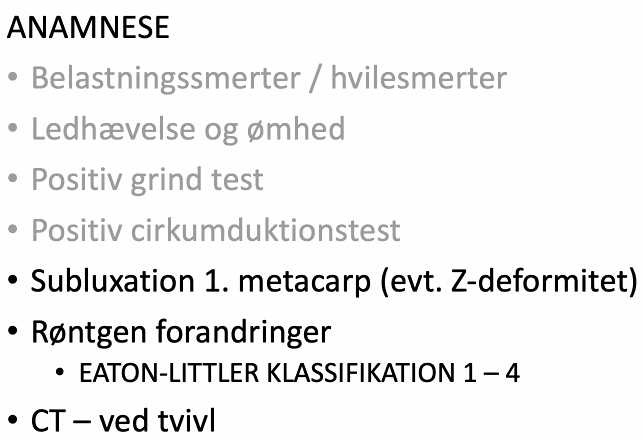 ANAMNESE
• Belastningssmerter / hvilesmerter
• Ledhævelse og ømhed
• Positiv grind test
• Positiv cirkumduktionstest
• Subluxation 1. metacarp (evt. Z-deformitet)
• Røntgen forandringer
• EATON-LITTLER KLASSIFIKATION 1 – 4
• CT – ved tvivl